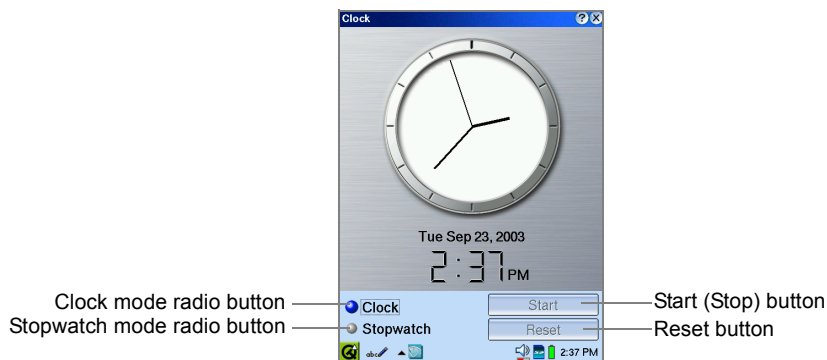 Clock
Tue Sep 23, 2003
2:37 PM
Clock mode radio button
Clock
Start
Start (Stop) button
Stopwatch mode radio button
Stopwatch
Reset
Reset button
abc
2:37 PM